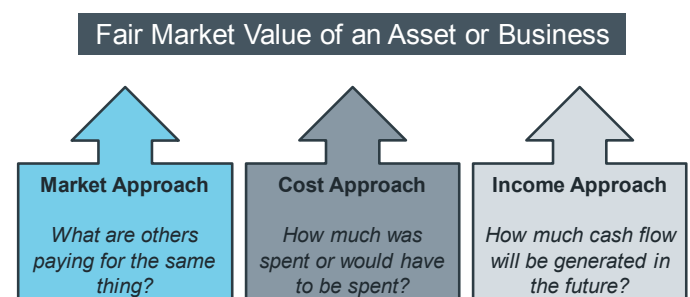 Fair Market Value of an Asset or Business
Market Approach
What are others
paying for the same
thing?
Cost Approach
How much was
spent or would have
to be spent?
Income Approach
How much cash flow
will be generated in
the future?